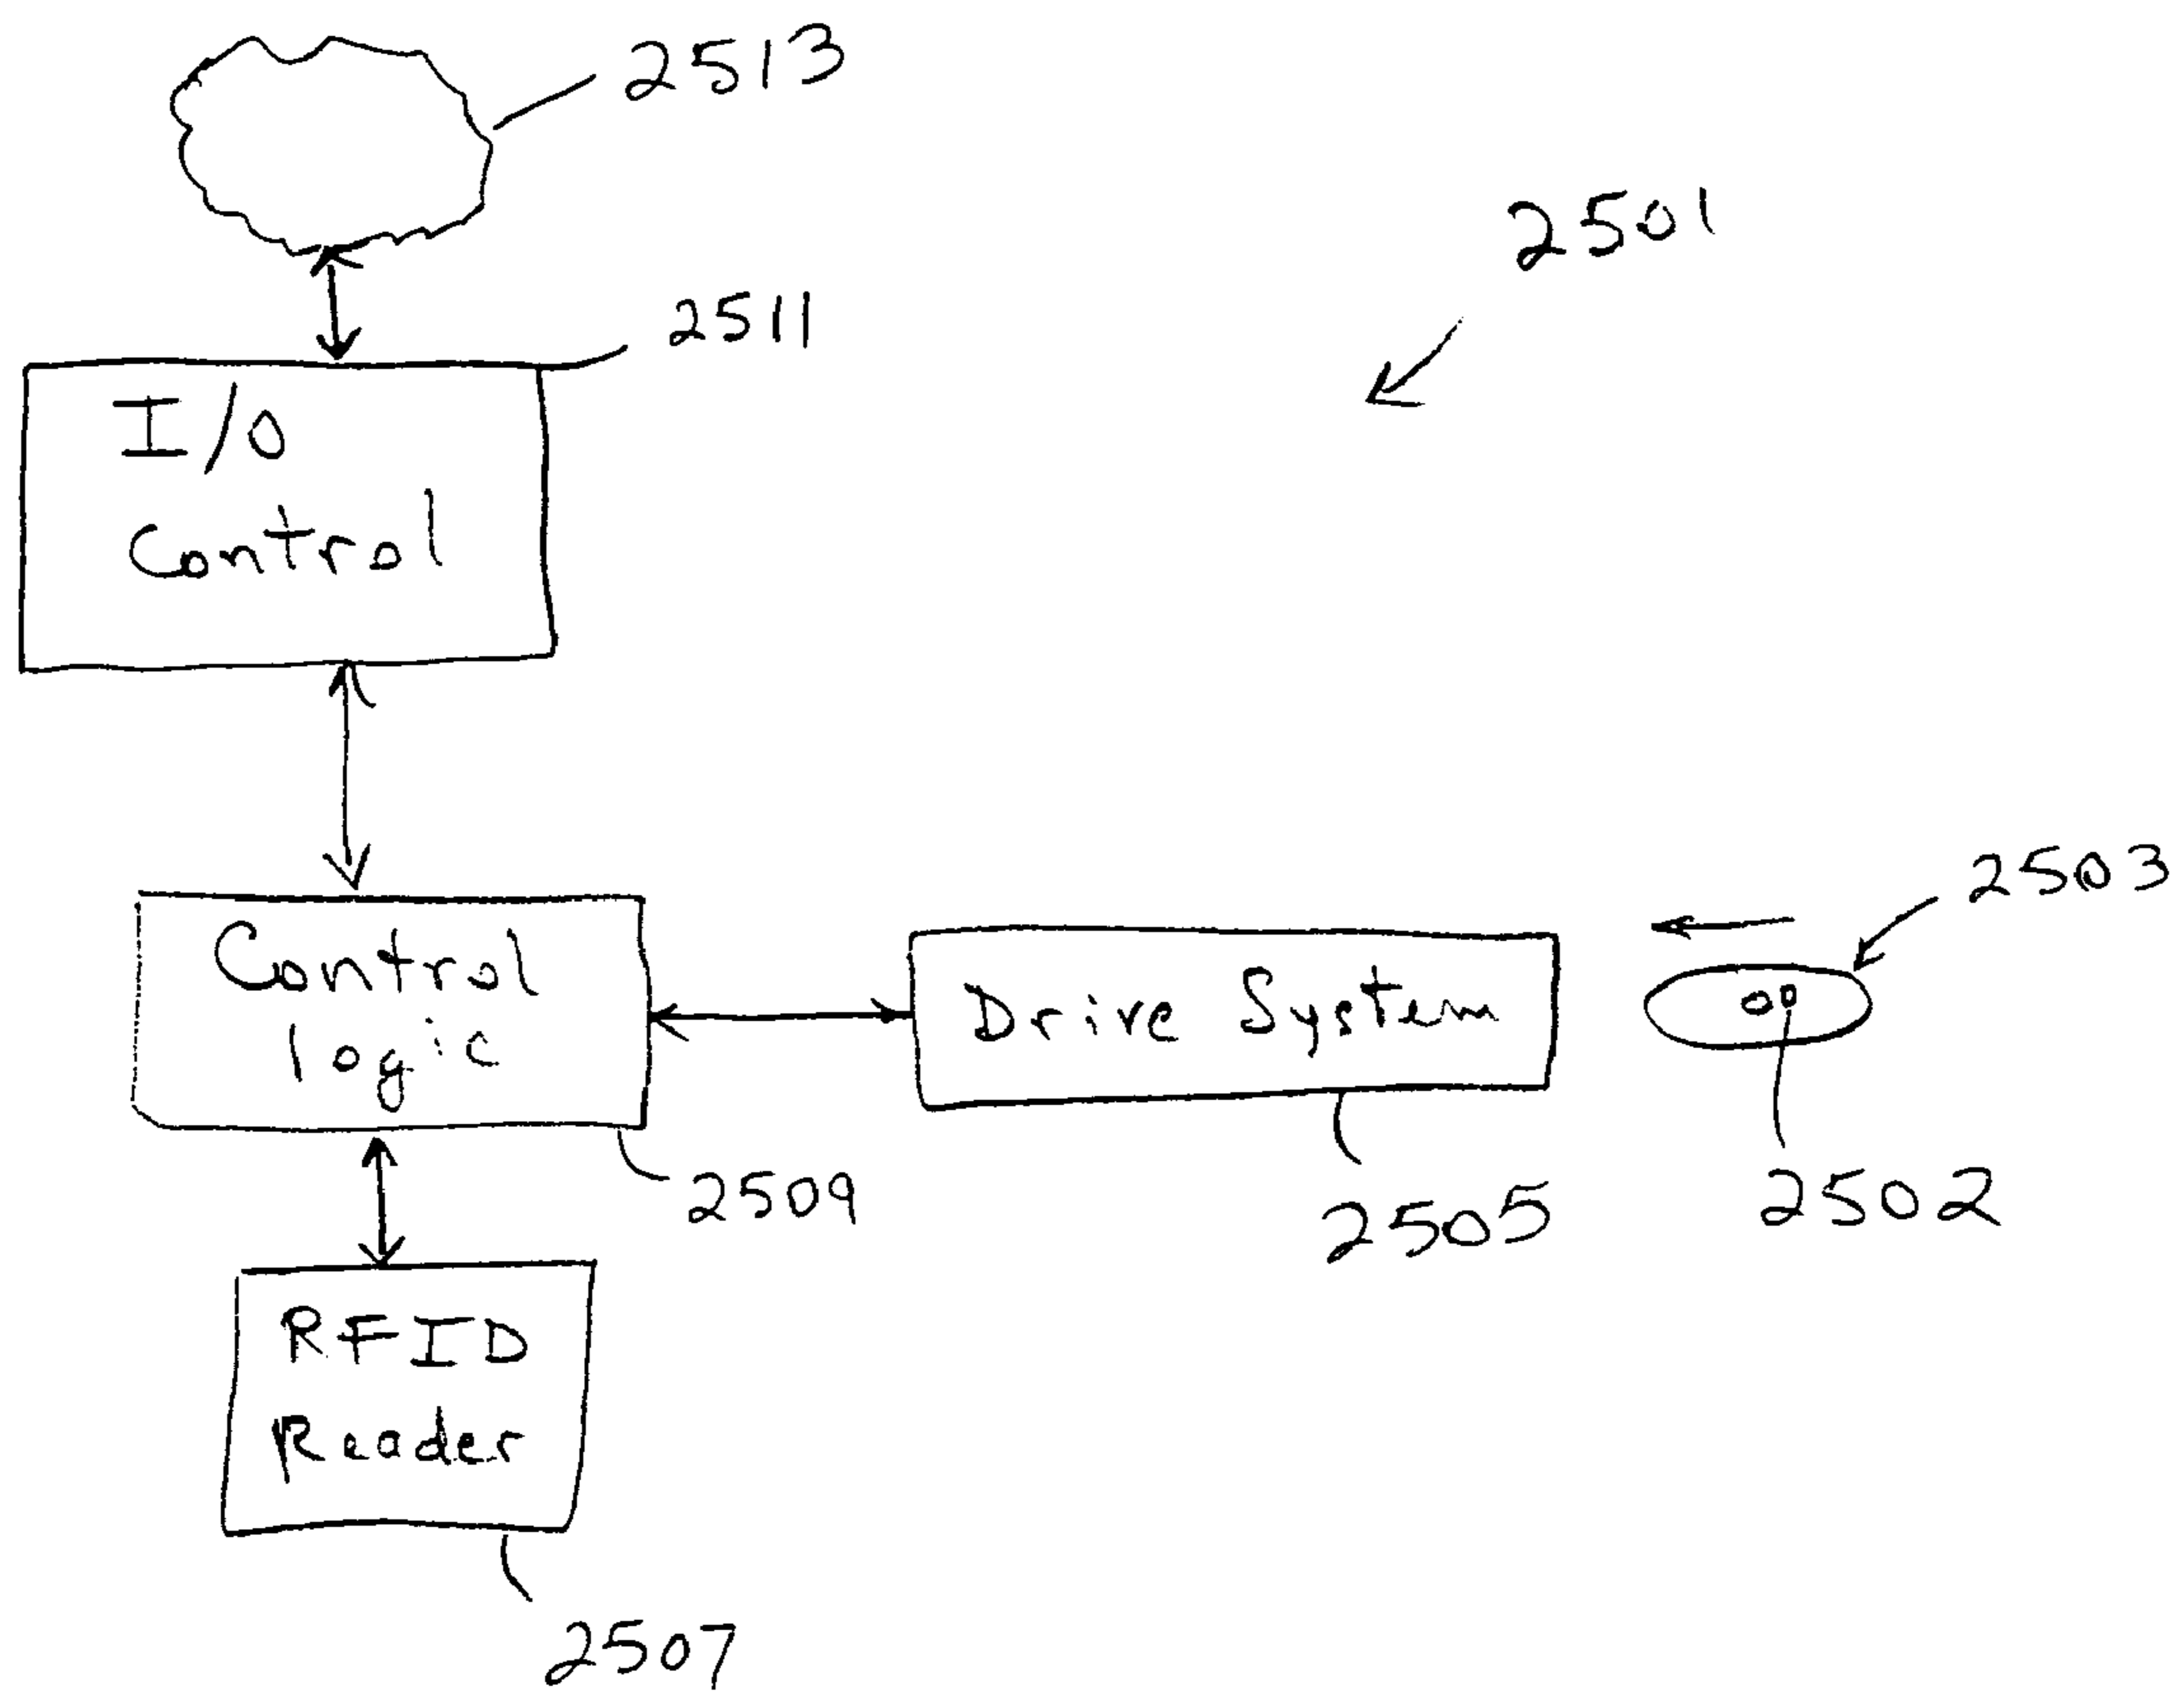 2513
2501
2511
I/O
Control
2503
Control
logic
Drive System
2509
2505
2502
RFID
Reader
2507